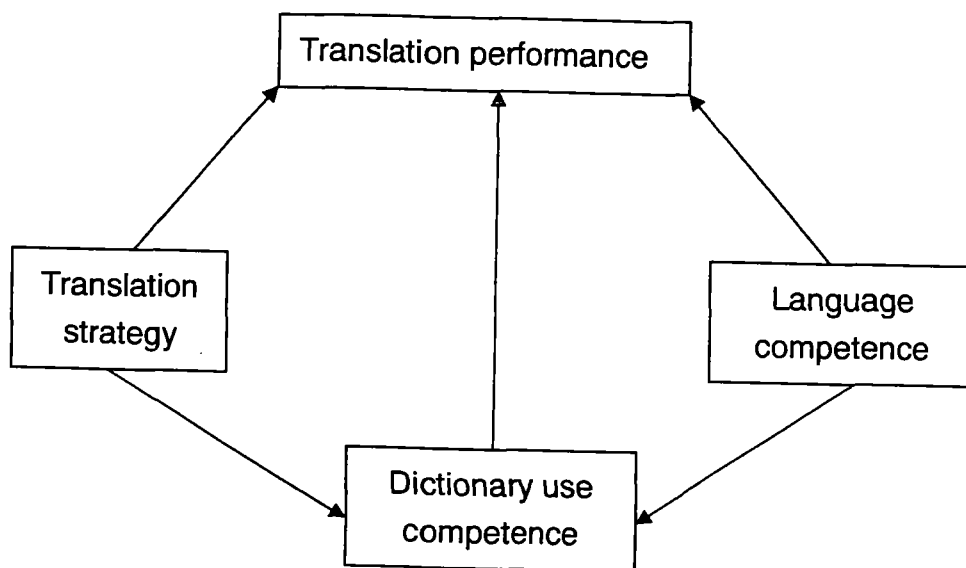 Translation performance
Translation
strategy
Language
competence
Dictionary use
competence